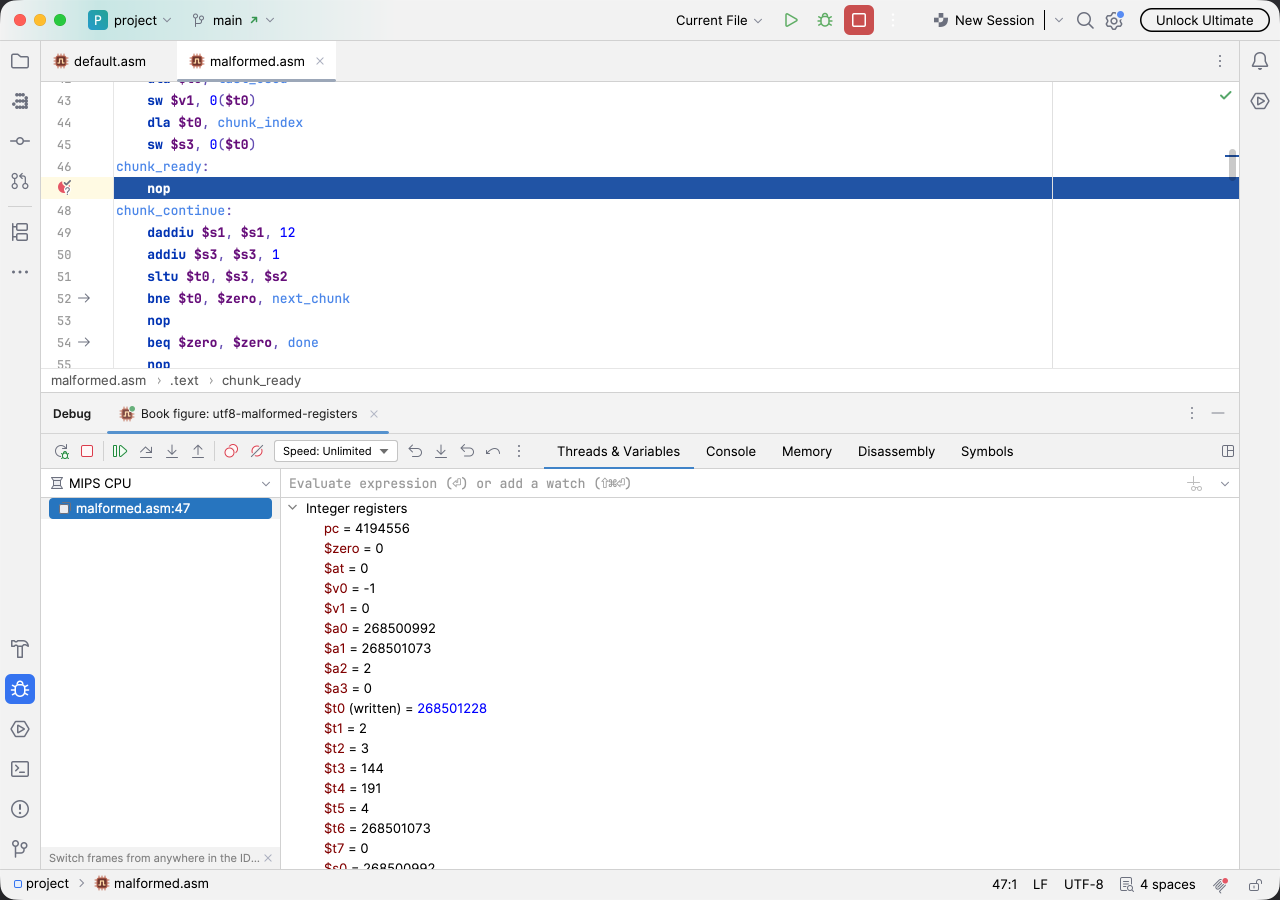 P project main Current File New Session Unlock Ultimate
default.asm malformed.asm
43 sw $v1, 0($t0)
44 dla $t0, chunk_index
45 sw $s3, 0($t0)
46 chunk_ready:
nop
48 chunk_continue:
49 daddiu $s1, $s1, 12
50 addiu $s3, $s3, 1
51 sltu $t0, $s3, $s2
52 bne $t0, $zero, next_chunk
53 nop
54 beq $zero, $zero, done
55 nop
malformed.asm › .text › chunk_ready
Debug Book figure: utf8-malformed-registers
Speed: Unlimited Threads & Variables Console Memory Disassembly Symbols
MIPS CPU
Evaluate expression (⏎) or add a watch (⇧⌘⏎)
malformed.asm:47
Integer registers
pc = 4194556
$zero = 0
$at = 0
$v0 = -1
$v1 = 0
$a0 = 268500992
$a1 = 268501073
$a2 = 2
$a3 = 0
$t0 (written) = 268501228
$t1 = 2
$t2 = 3
$t3 = 144
$t4 = 191
$t5 = 4
$t6 = 268501073
$t7 = 0
$s0 = 268500992
Switch frames from anywhere in the ID...
project malformed.asm 47:1 LF UTF-8 4 spaces